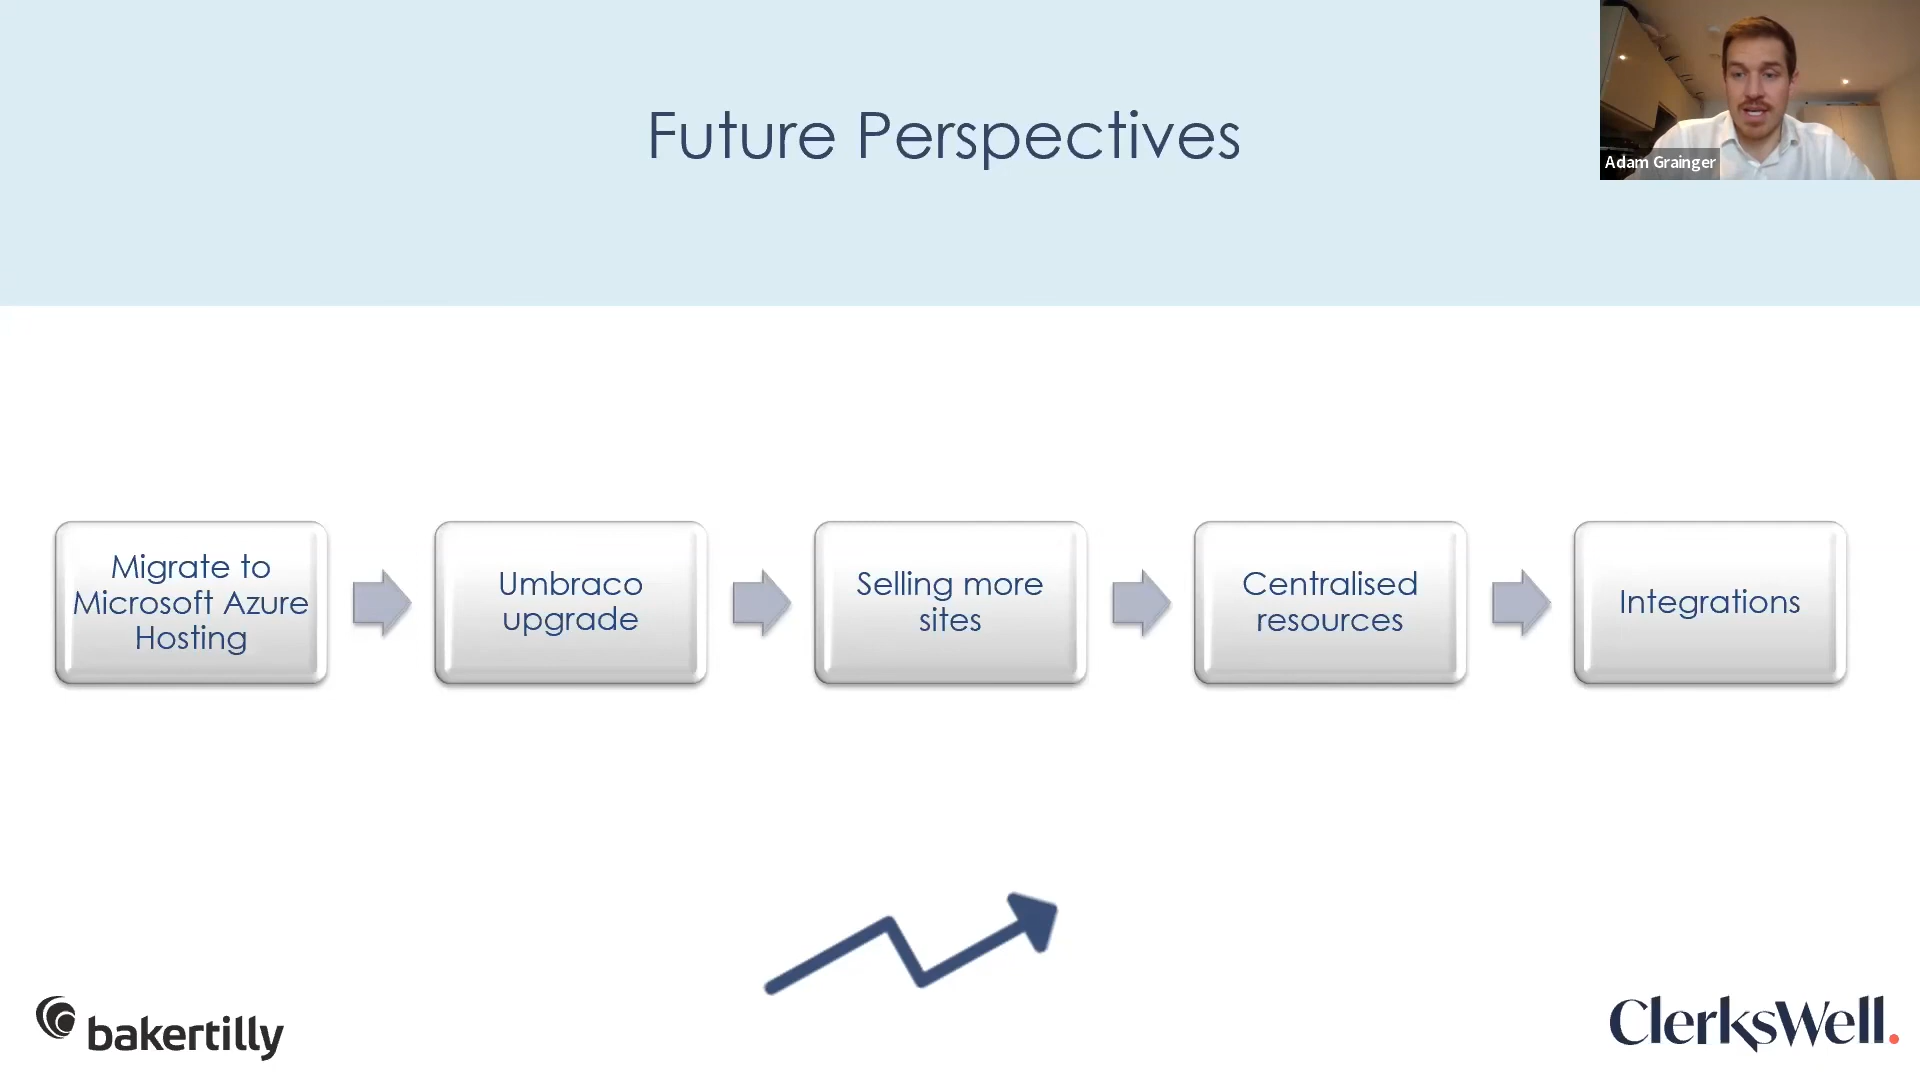 Future Perspectives
Adam Grainger
Migrate to
Microsoft Azure
Hosting
Umbraco
upgrade
Selling more
sites
Centralised
resources
Integrations
bakertilly
ClerksWell.